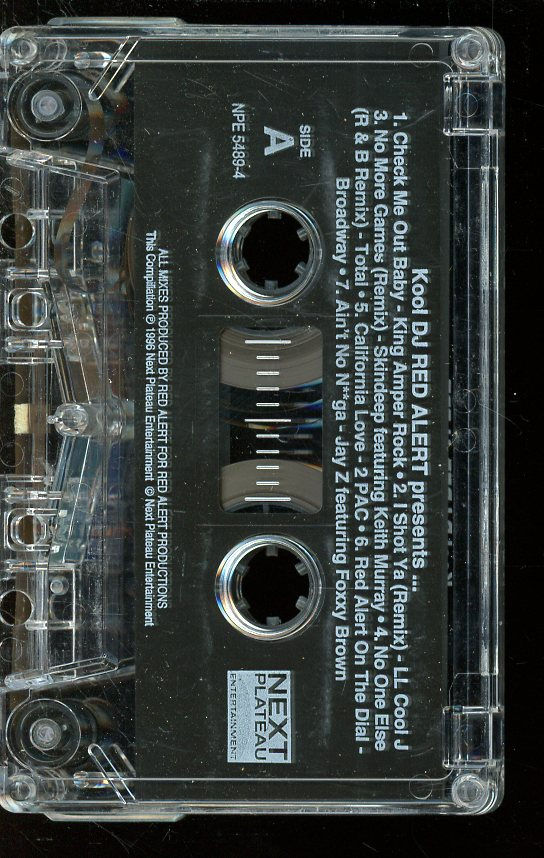 Kool DJ RED ALERT presents ...
1. Check Me Out Baby - King Amper Rock • 2. I Shot Ya (Remix) - LL Cool J
3. No More Games (Remix) - Skindeep featuring Keith Murray • 4. No One Else
(R & B Remix) - Total • 5. California Love - 2 PAC • 6. Red Alert On The Dial -
Broadway • 7. Ain't No N**ga - Jay Z featuring Foxxy Brown
SIDE
A
NPE 5489-4
NEXT
PLATEAU
ENTERTAINMENT
ALL MIXES PRODUCED BY RED ALERT FOR RED ALERT PRODUCTIONS
This Compilation ℗ 1996 Next Plateau Entertainment © Next Plateau Entertainment